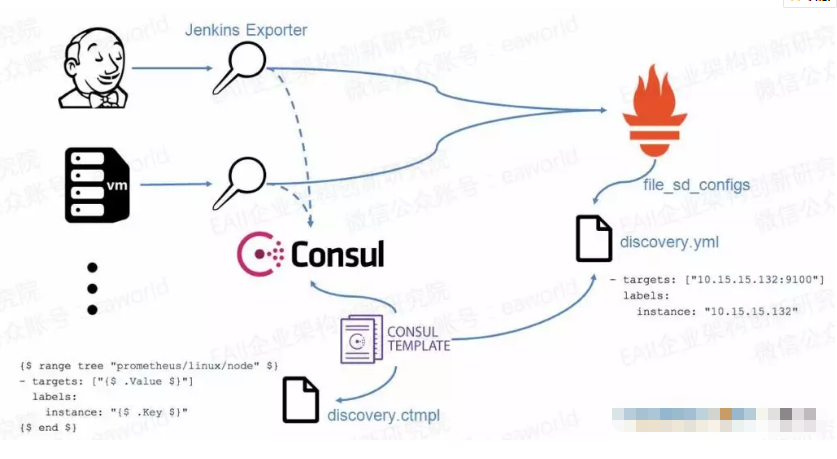 Jenkins Exporter
vm
file_sd_configs
Consul
discovery.yml
- targets: ["10.15.15.132:9100"]
labels:
instance: "10.15.15.132"
CONSUL
TEMPLATE
{$ range tree "prometheus/linux/node" $}
- targets: ["{$ .Value $}"]
labels:
instance: "{$ .Key $}"
{$ end $}
discovery.ctmpl
EAII企业架构创新研究院
微信公众账号：eaworld